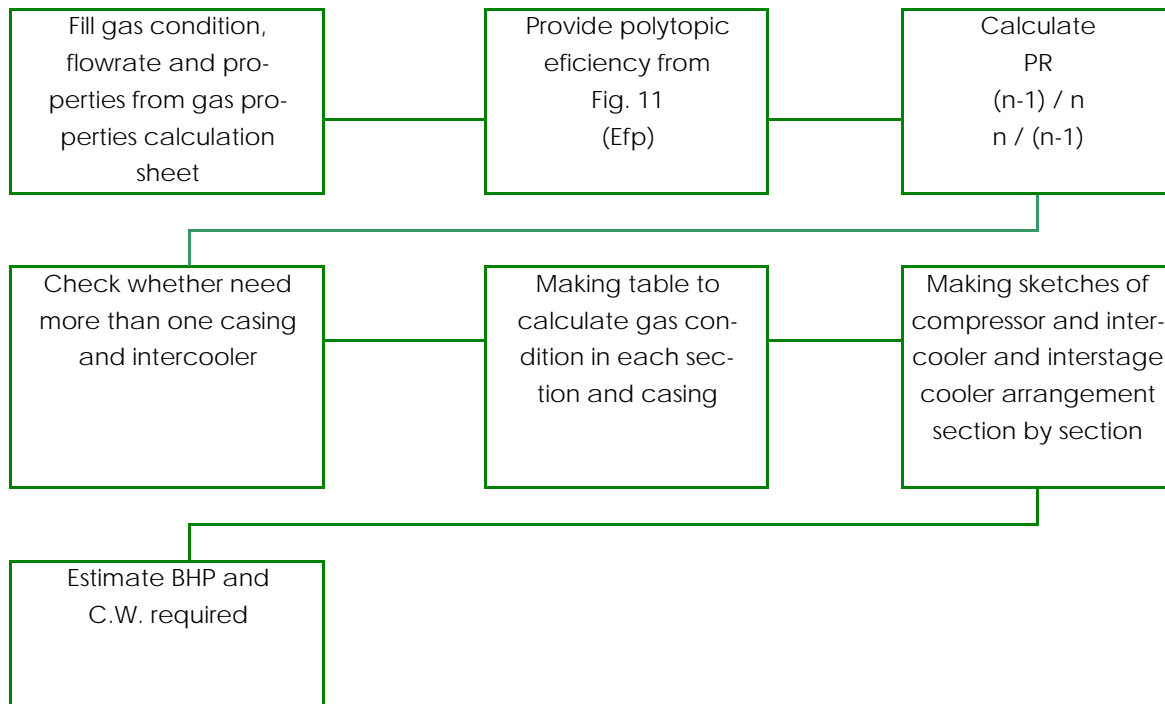 Fill gas condition,
flowrate and pro-
perties from gas pro-
perties calculation
sheet
Provide polytopic
eficiency from
Fig. 11
(Efp)
Calculate
PR
(n-1) / n
n / (n-1)
Check whether need
more than one casing
and intercooler
Making table to
calculate gas con-
dition in each sec-
tion and casing
Making sketches of
compressor and inter-
cooler and interstage
cooler arrangement
section by section
Estimate BHP and
C.W. required